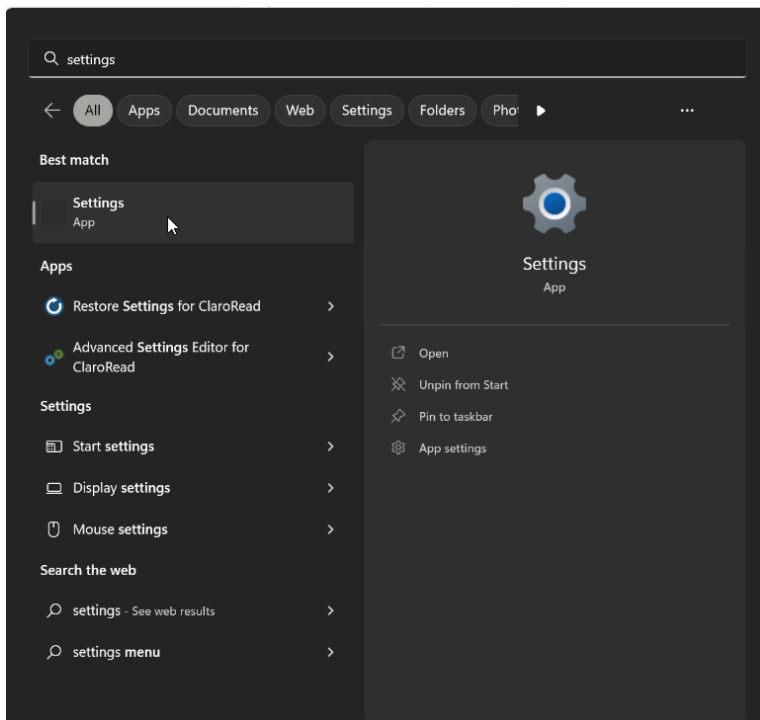 settings
All Apps Documents Web Settings Folders
Best match
Settings
App
Apps
Restore Settings for ClaroRead
Advanced Settings Editor for
ClaroRead
Settings
Start settings
Display settings
Mouse settings
Search the web
settings - See web results
settings menu
Settings
App
Open
Unpin from Start
Pin to taskbar
App settings